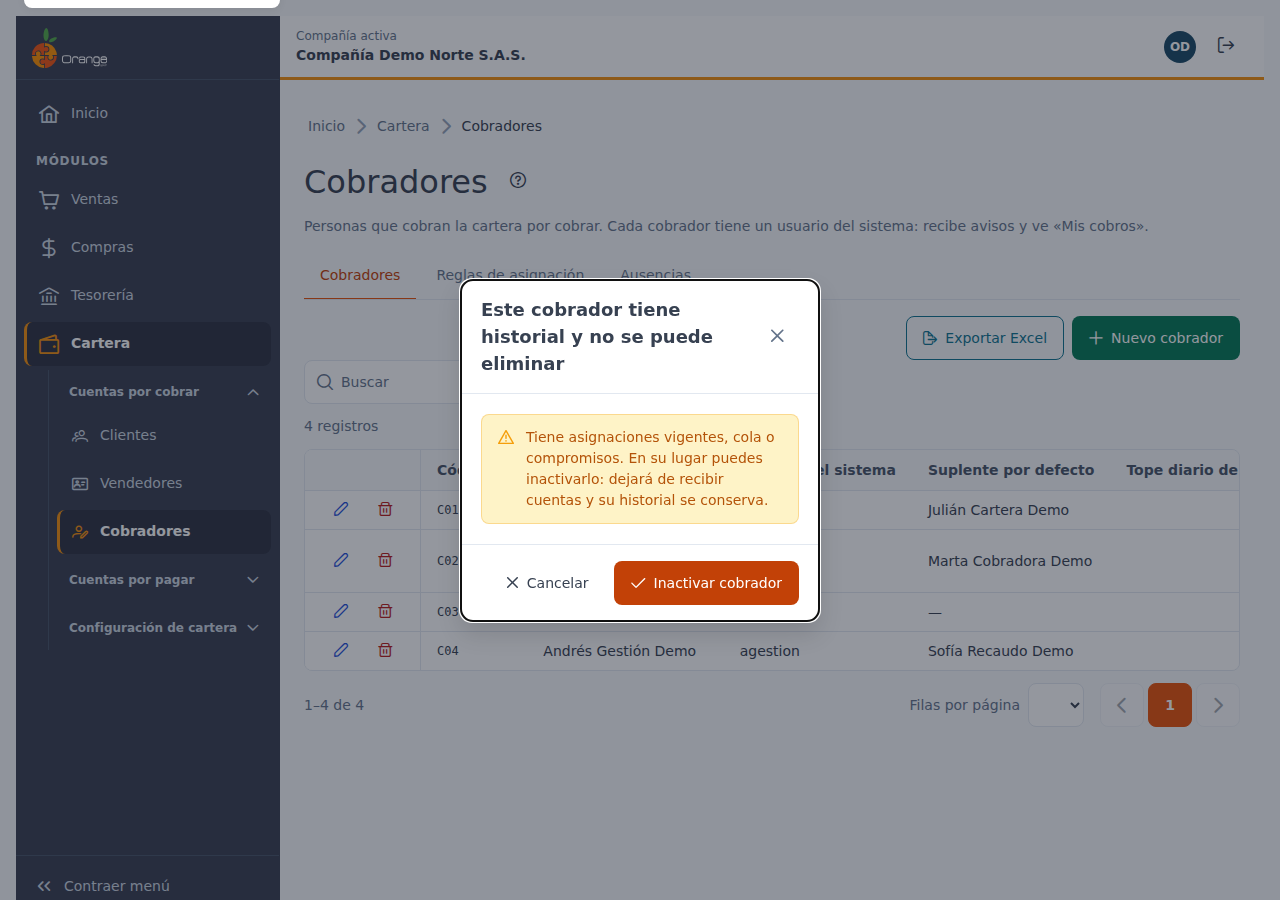 Orange
Compañía activa
Compañía Demo Norte S.A.S.
OD
Inicio
MÓDULOS
Ventas
Compras
Tesorería
Cartera
Cuentas por cobrar
Clientes
Vendedores
Cobradores
Cuentas por pagar
Configuración de cartera
Contraer menú
Inicio
Cartera
Cobradores
Cobradores
Personas que cobran la cartera por cobrar. Cada cobrador tiene un usuario del sistema: recibe avisos y ve «Mis cobros».
Cobradores
Reglas de asignación
Ausencias
Exportar Excel
Nuevo cobrador
Buscar
4 registros
sistema Suplente por defecto Tope diario de
C01 Julián Cartera Demo
C02 Marta Cobradora Demo
C03 —
C04 Andrés Gestión Demo agestion Sofía Recaudo Demo
1–4 de 4
Filas por página
1
Este cobrador tiene
historial y no se puede
eliminar
Tiene asignaciones vigentes, cola o
compromisos. En su lugar puedes
inactivarlo: dejará de recibir
cuentas y su historial se conserva.
Cancelar
Inactivar cobrador